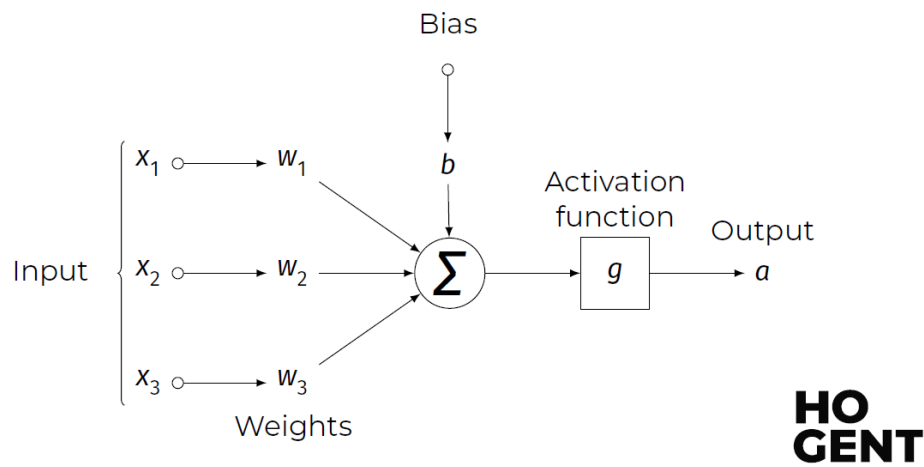 Bias
b
x1
w1
Activation
function
Output
Input
x2
w2
Σ
g
a
x3
w3
Weights
HO
GENT